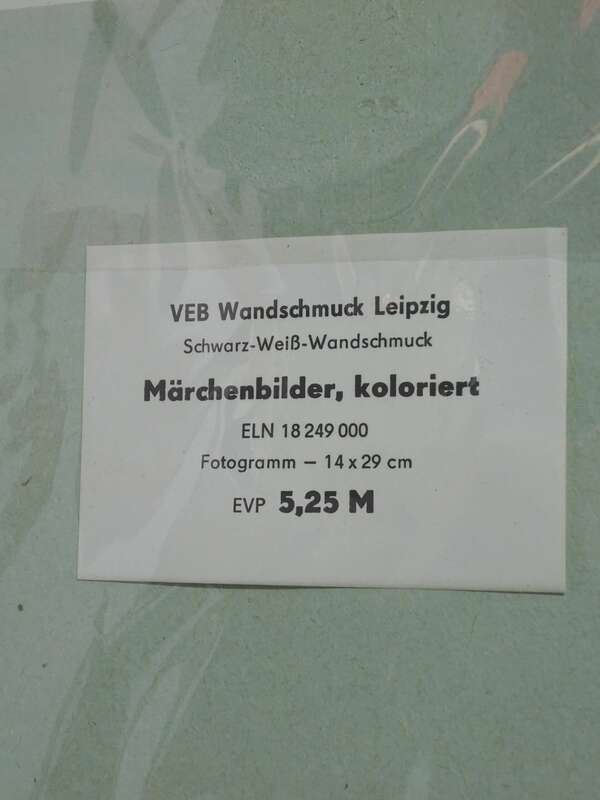 VEB Wandschmuck Leipzig
Schwarz-Weiß-Wandschmuck
Märchenbilder, koloriert
ELN 18 249 000
Fotogramm – 14 x 29 cm
EVP 5,25 M